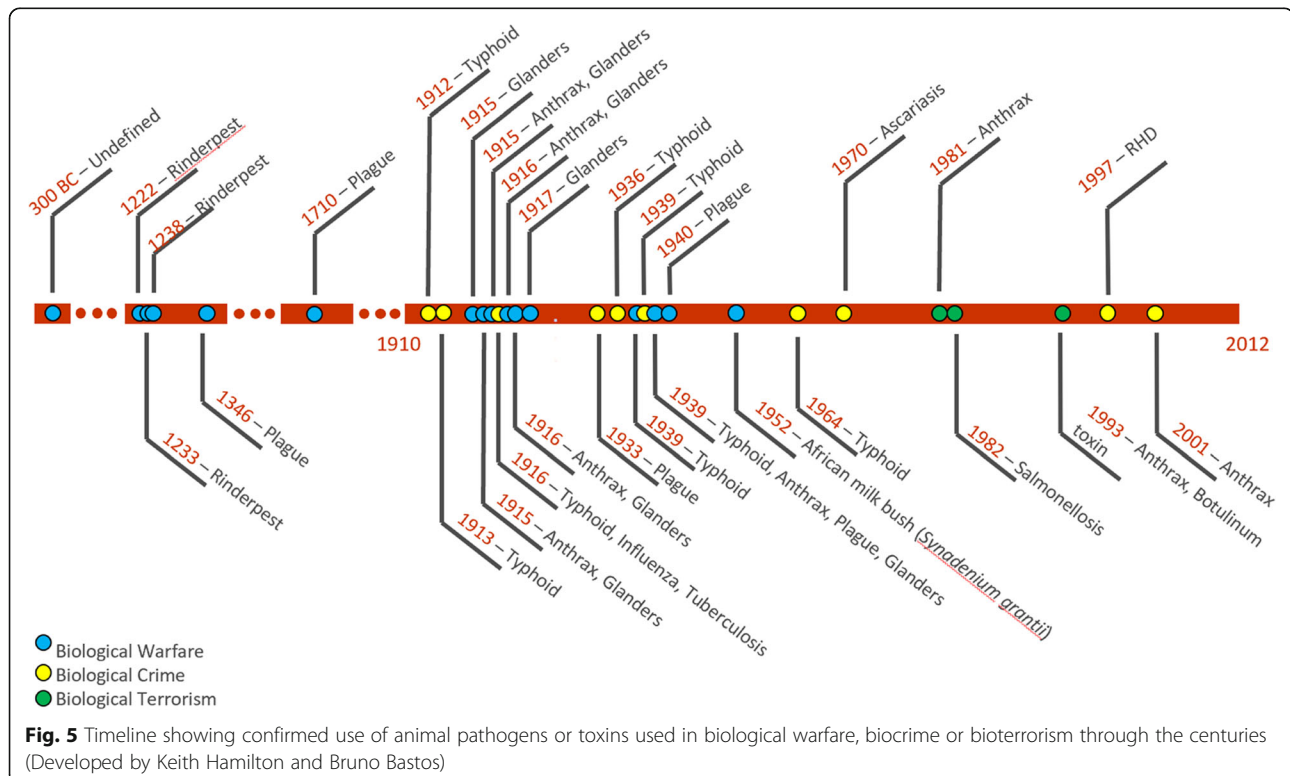 1912 – Typhoid
1915 – Glanders
1915 – Anthrax, Glanders
1916 – Anthrax, Glanders
1917 – Glanders
300 BC – Undefined
1222 – Rinderpest
1238 – Rinderpest
1710 – Plague
1936 – Typhoid
1939 – Typhoid
1940 – Plague
1970 – Ascariasis
1981 – Anthrax
1997 – RHD
1910
2012
1233 – Rinderpest
1346 – Plague
1913 – Typhoid
1915 – Anthrax, Glanders
1916 – Typhoid, Influenza, Tuberculosis
1916 – Anthrax, Glanders
1933 – Plague
1939 – Typhoid
1939 – Typhoid, Anthrax, Plague, Glanders
1952 – African milk bush (Synadenium grantii)
1964 – Typhoid
1982 – Salmonellosis
1993 – Anthrax, Botulinum
toxin
2001 – Anthrax
Biological Warfare
Biological Crime
Biological Terrorism
Fig. 5 Timeline showing confirmed use of animal pathogens or toxins used in biological warfare, biocrime or bioterrorism through the centuries
(Developed by Keith Hamilton and Bruno Bastos)